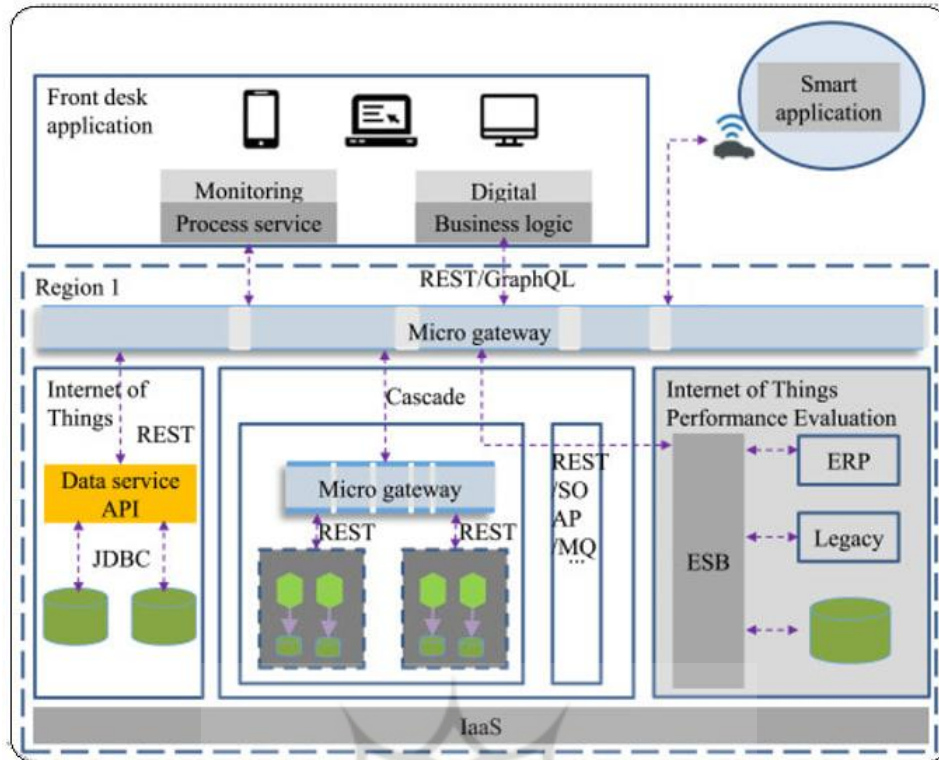 Front desk
application
Smart
application
Monitoring
Process service
Digital
Business logic
REST/GraphQL
Region 1
Micro gateway
Internet of
Things
REST
Data service
API
JDBC
Cascade
Micro gateway
REST
REST
REST
/SO
AP
/MQ
...
Internet of Things
Performance Evaluation
ESB
ERP
Legacy
IaaS